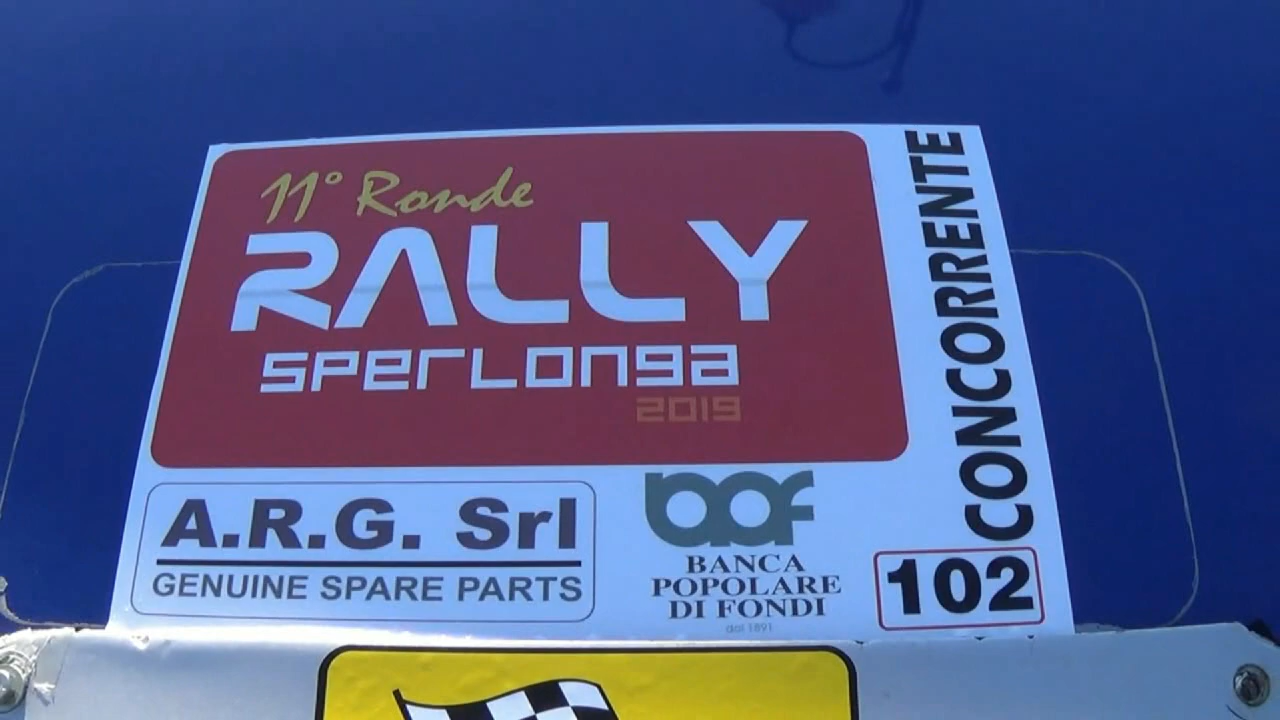 11° Ronde
RALLY
sperLonga
2019
CONCORRENTE
A.R.G. Srl
GENUINE SPARE PARTS
bpf
BANCA
POPOLARE
DI FONDI
dal 1891
102